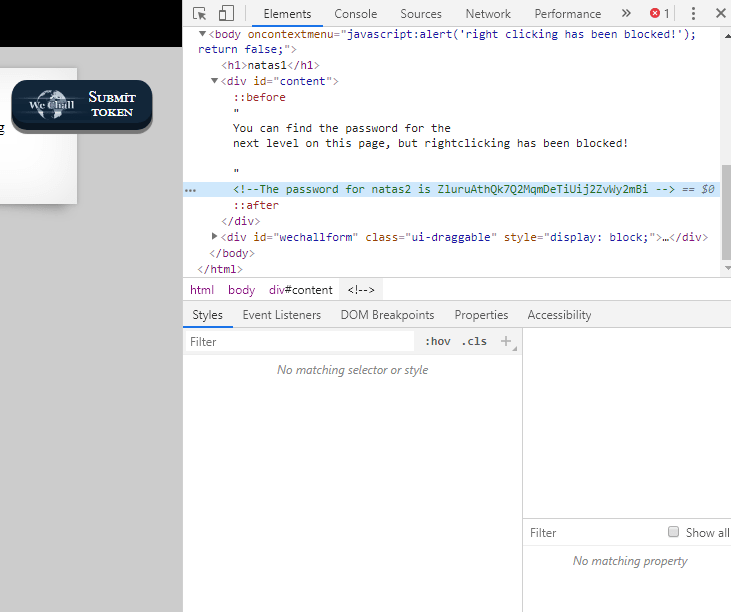 Elements Console Sources Network Performance » 1
<body oncontextmenu="javascript:alert('right clicking has been blocked!');
return false;">
<h1>natas1</h1>
<div id="content">
::before
"
You can find the password for the
next level on this page, but rightclicking has been blocked!
"
... <!--The password for natas2 is ZluruAthQk7Q2MqmDeTiUij2ZvWy2mBi --> == $0
::after
</div>
<div id="wechallform" class="ui-draggable" style="display: block;">…</div>
</body>
</html>
html body div#content <!-->
Styles Event Listeners DOM Breakpoints Properties Accessibility
Filter :hov .cls +
No matching selector or style
Filter Show all
No matching property
We Chall
Submit
token
g